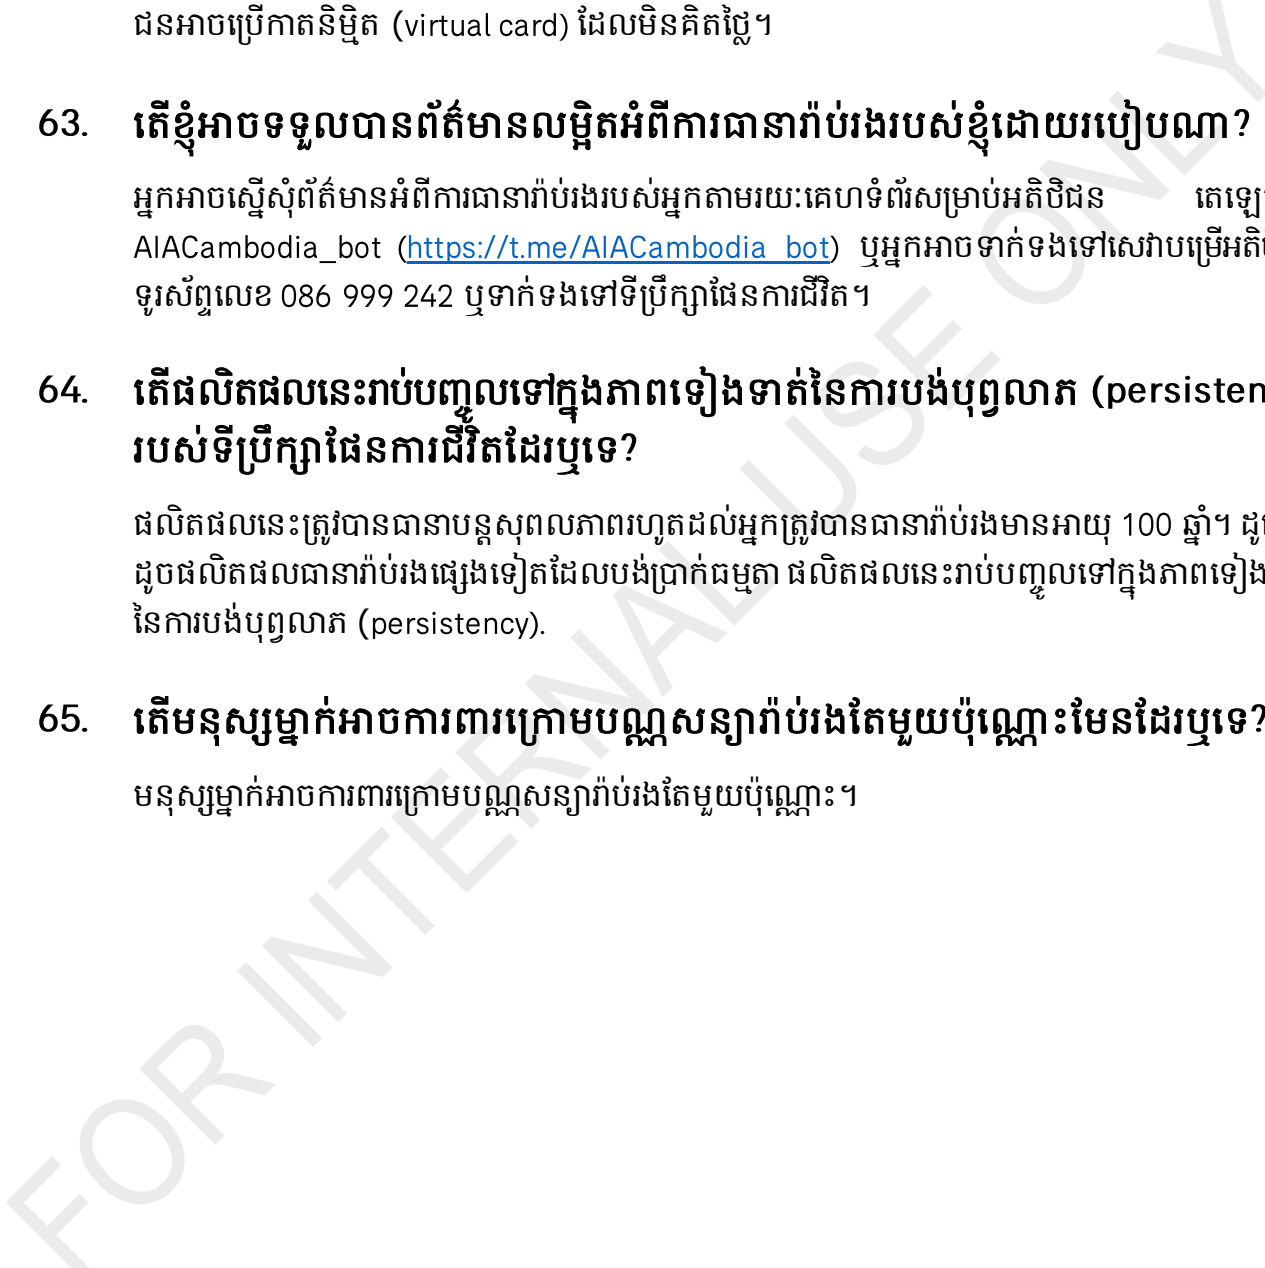 ជនអាចប្រើកាតនិម្មិត (virtual card) ដែលមិនគិតថ្លៃ។
63. តើខ្ញុំអាចទទួលបានព័ត៌មានលម្អិតអំពីការធានារ៉ាប់រងរបស់ខ្ញុំដោយរបៀបណា?
អ្នកអាចស្នើសុំព័ត៌មានអំពីការធានារ៉ាប់រងរបស់អ្នកតាមរយៈគេហទំព័រសម្រាប់អតិថិជន
AIACambodia_bot (https://t.me/AIACambodia_bot) ឬអ្នកអាចទាក់ទងទៅសេវាបម្រើ
ទូរស័ព្ទលេខ 086 999 242 ឬទាក់ទងទៅទីប្រឹក្សាផែនការជីវិត។
64. តើផលិតផលនេះរាប់បញ្ចូលទៅក្នុងភាពទៀងទាត់នៃការបង់បុព្វលាភ (persisten
របស់ទីប្រឹក្សាផែនការជីវិតដែរឬទេ?
ផលិតផលនេះត្រូវបានធានាបន្តសុពលភាពរហូតដល់អ្នកត្រូវបានធានារ៉ាប់រងមានអាយុ 100 ឆ្នាំ។
ដូចផលិតផលធានារ៉ាប់រងផ្សេងទៀតដែលបង់ប្រាក់ធម្មតា ផលិតផលនេះរាប់បញ្ចូលទៅក្នុងភាពទៀង
នៃការបង់បុព្វលាភ (persistency).
65. តើមនុស្សម្នាក់អាចការពារក្រោមបណ្ណសន្យារ៉ាប់រងតែមួយប៉ុណ្ណោះមែនដែរឬទេ?
មនុស្សម្នាក់អាចការពារក្រោមបណ្ណសន្យារ៉ាប់រងតែមួយប៉ុណ្ណោះ។
FOR INTERNAL USE ONLY